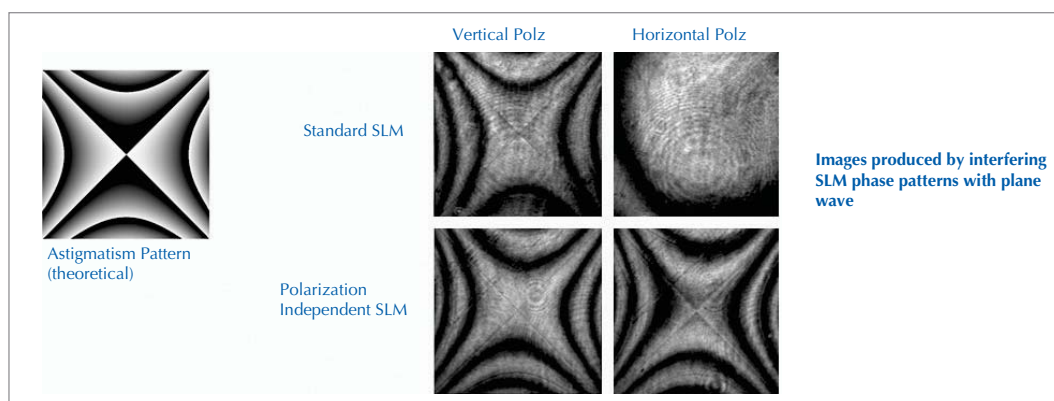 Vertical Polz
Horizontal Polz
Standard SLM
Images produced by interfering
SLM phase patterns with plane
wave
Astigmatism Pattern
(theoretical)
Polarization
Independent SLM